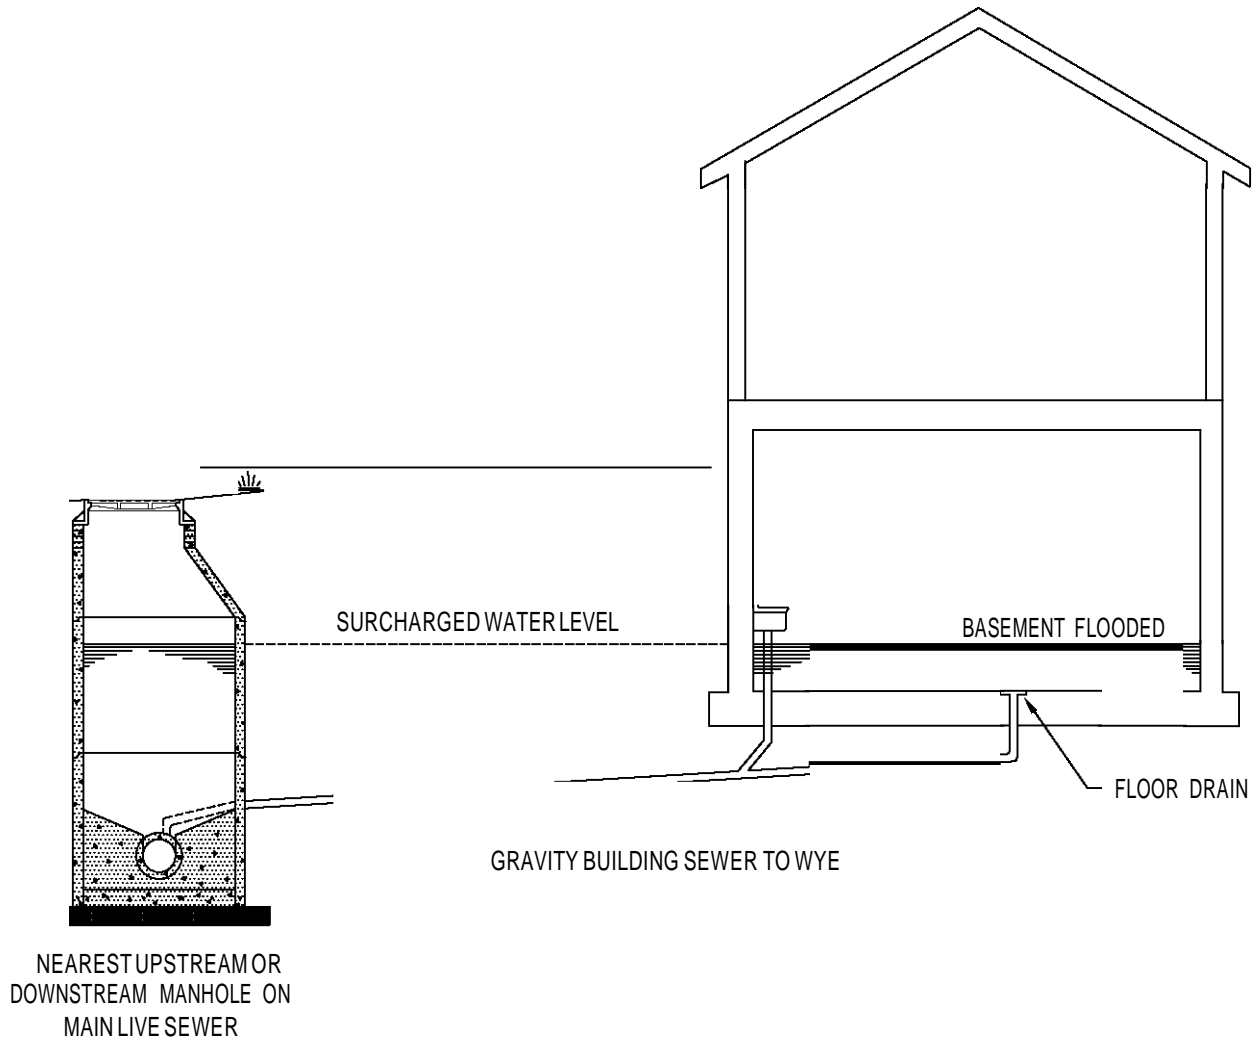 SURCHARGED WATER LEVEL
BASEMENT FLOODED
FLOOR DRAIN
GRAVITY BUILDING SEWER TO WYE
NEAREST UPSTREAM OR
DOWNSTREAM MANHOLE ON
MAIN LIVE SEWER